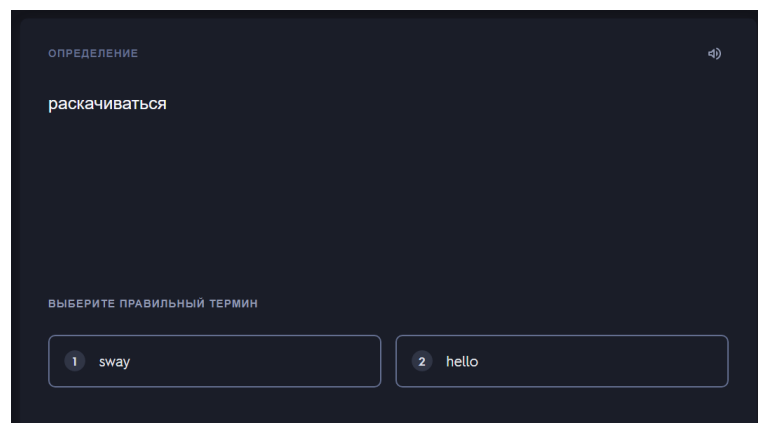 ОПРЕДЕЛЕНИЕ
раскачиваться
ВЫБЕРИТЕ ПРАВИЛЬНЫЙ ТЕРМИН
1 sway
2 hello